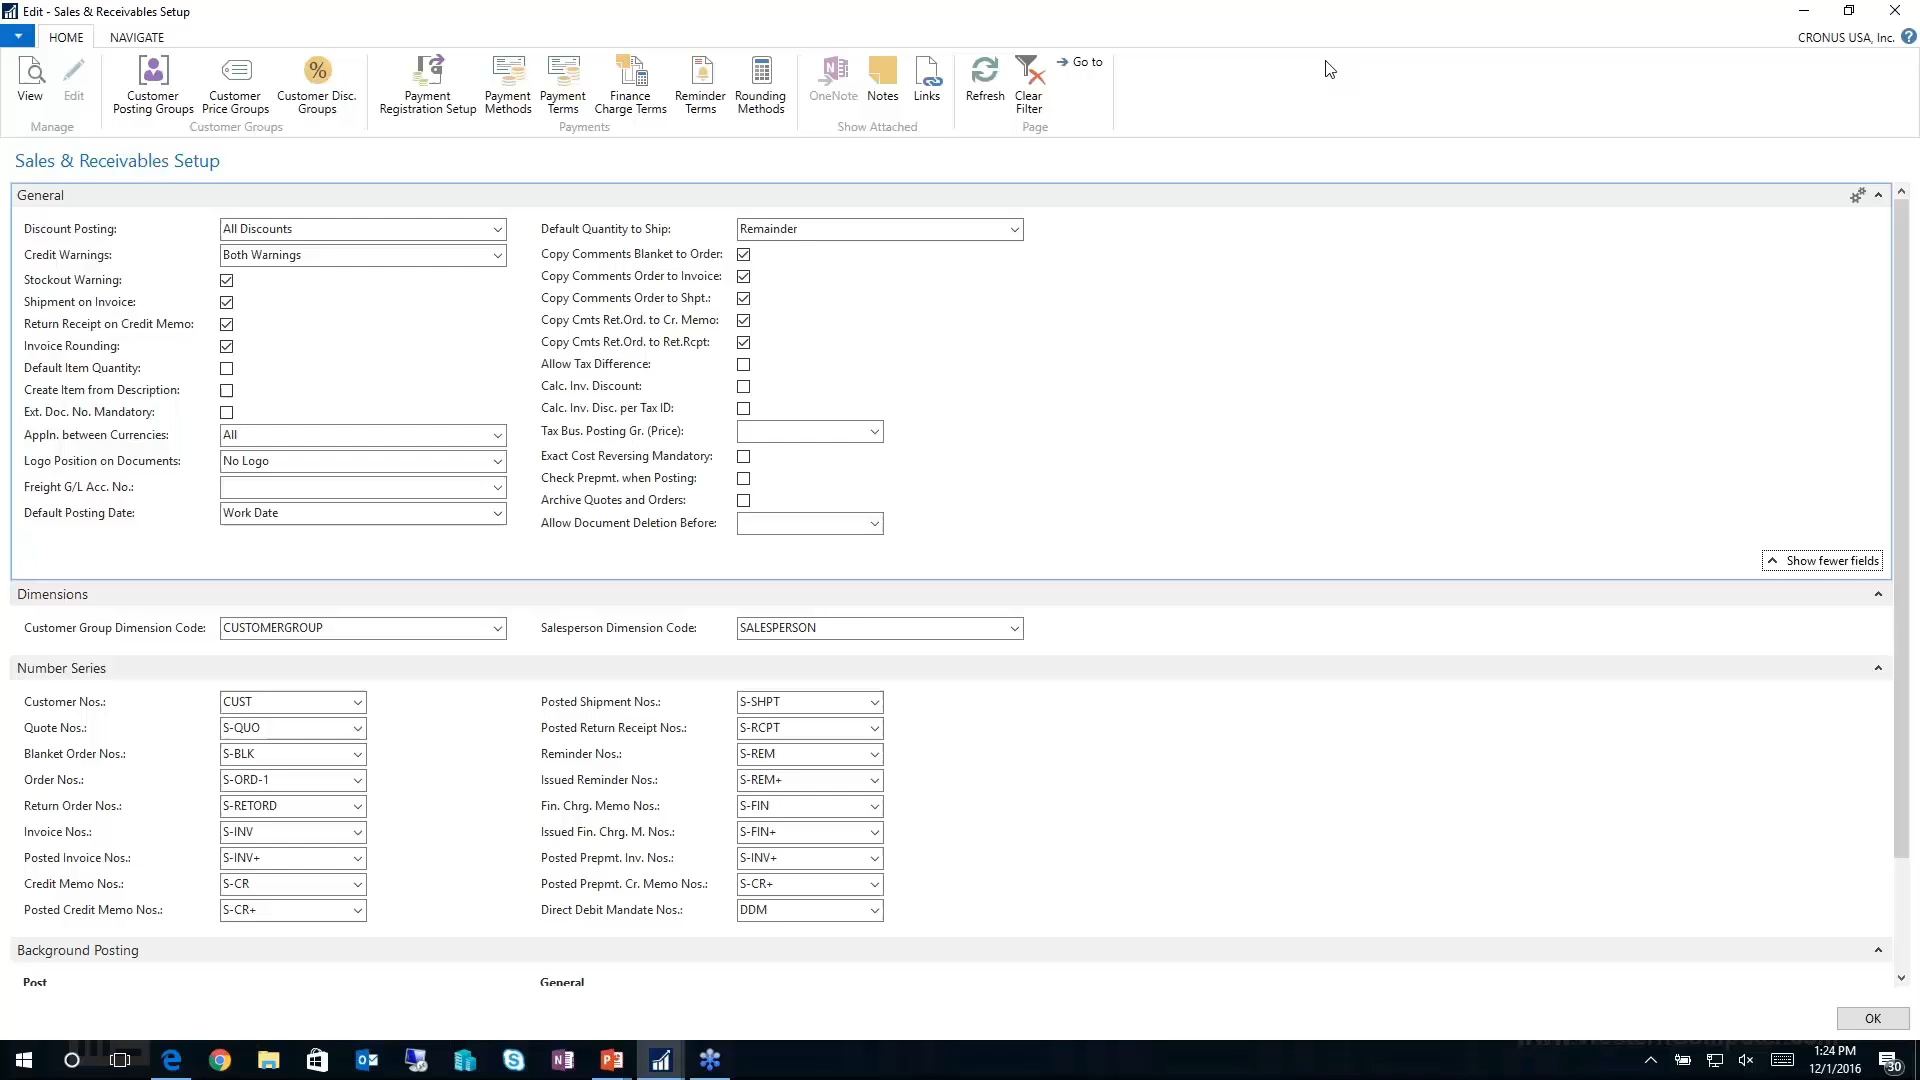 Edit - Sales & Receivables Setup
HOME NAVIGATE CRONUS USA, Inc.
View Edit Customer Posting Groups Customer Price Groups Customer Disc. Groups Payment Registration Setup Payment Methods Payment Terms Finance Charge Terms Reminder Terms Rounding Methods OneNote Notes Links Refresh Clear Filter Go to
Manage Customer Groups Payments Show Attached Page
Sales & Receivables Setup
General
Discount Posting: All Discounts Default Quantity to Ship: Remainder
Credit Warnings: Both Warnings Copy Comments Blanket to Order:
Stockout Warning: Copy Comments Order to Invoice:
Shipment on Invoice: Copy Comments Order to Shpt.:
Return Receipt on Credit Memo: Copy Cmts Ret.Ord. to Cr. Memo:
Invoice Rounding: Copy Cmts Ret.Ord. to Ret.Rcpt:
Default Item Quantity: Allow Tax Difference:
Create Item from Description: Calc. Inv. Discount:
Ext. Doc. No. Mandatory: Calc. Inv. Disc. per Tax ID:
Appln. between Currencies: All Tax Bus. Posting Gr. (Price):
Logo Position on Documents: No Logo Exact Cost Reversing Mandatory:
Freight G/L Acc. No.: Check Prepmt. when Posting:
Archive Quotes and Orders:
Default Posting Date: Work Date Allow Document Deletion Before:
Show fewer fields
Dimensions
Customer Group Dimension Code: CUSTOMERGROUP Salesperson Dimension Code: SALESPERSON
Number Series
Customer Nos.: CUST Posted Shipment Nos.: S-SHPT
Quote Nos.: S-QUO Posted Return Receipt Nos.: S-RCPT
Blanket Order Nos.: S-BLK Reminder Nos.: S-REM
Order Nos.: S-ORD-1 Issued Reminder Nos.: S-REM+
Return Order Nos.: S-RETORD Fin. Chrg. Memo Nos.: S-FIN
Invoice Nos.: S-INV Issued Fin. Chrg. M. Nos.: S-FIN+
Posted Invoice Nos.: S-INV+ Posted Prepmt. Inv. Nos.: S-INV+
Credit Memo Nos.: S-CR Posted Prepmt. Cr. Memo Nos.: S-CR+
Posted Credit Memo Nos.: S-CR+ Direct Debit Mandate Nos.: DDM
Background Posting
Post General
OK
1:24 PM
12/1/2016
30